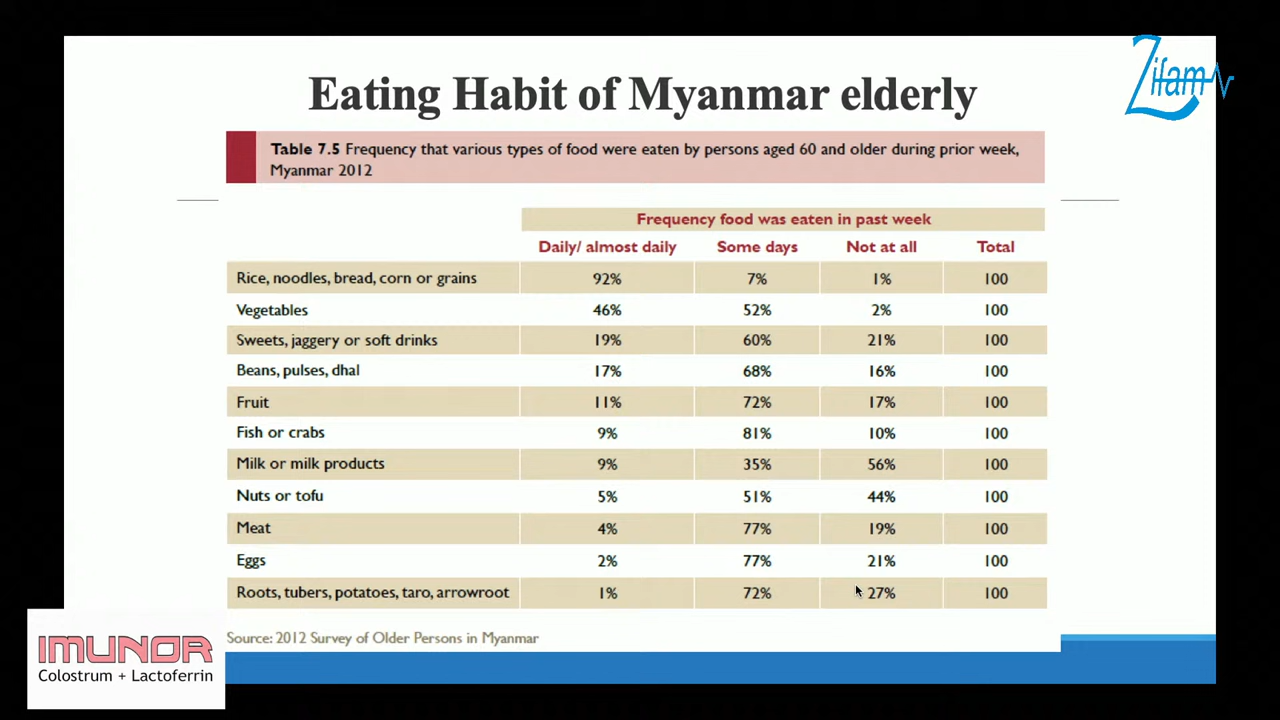 Zifam
Eating Habit of Myanmar elderly
Table 7.5 Frequency that various types of food were eaten by persons aged 60 and older during prior week,
Myanmar 2012
Frequency food was eaten in past week
Daily/ almost daily Some days Not at all Total
Rice, noodles, bread, corn or grains 92% 7% 1% 100
Vegetables 46% 52% 2% 100
Sweets, jaggery or soft drinks 19% 60% 21% 100
Beans, pulses, dhal 17% 68% 16% 100
Fruit 11% 72% 17% 100
Fish or crabs 9% 81% 10% 100
Milk or milk products 9% 35% 56% 100
Nuts or tofu 5% 51% 44% 100
Meat 4% 77% 19% 100
Eggs 2% 77% 21% 100
Roots, tubers, potatoes, taro, arrowroot 1% 72% 27% 100
Source: 2012 Survey of Older Persons in Myanmar
IMUNOR
Colostrum + Lactoferrin